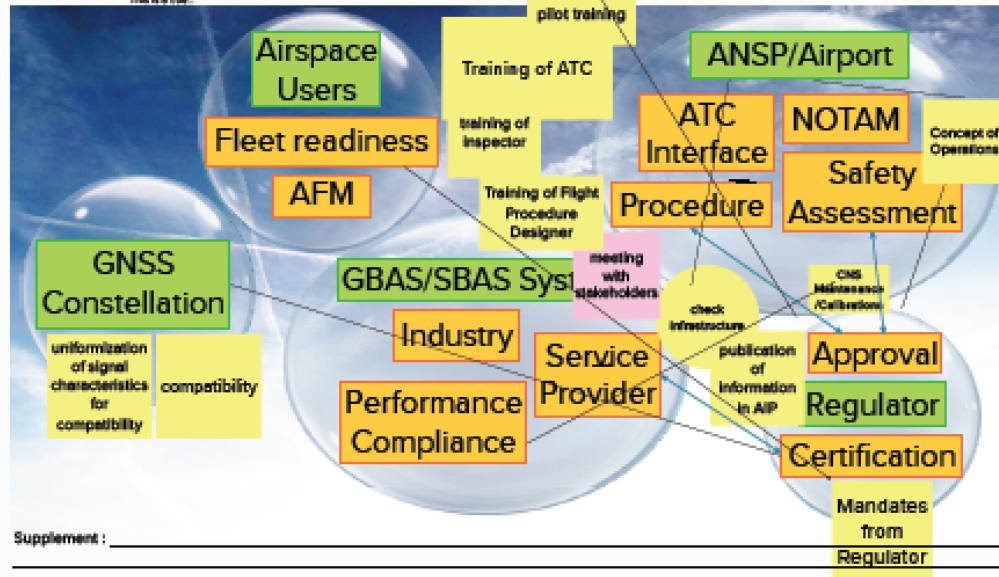 pilot training
Airspace
Users
Training of ATC
ANSP/Airport
Fleet readiness
training of
inspector
ATC
Interface
NOTAM
Concept of
Operations
AFM
Training of Flight
Procedure
Designer
Procedure
Safety
Assessment
GNSS
Constellation
GBAS/SBAS Syst
meeting
with
stakeholders
CNS
Maintenance
/Calibrations
check
infrastructure
uniformization
of signal
characteristics
for
compatibility
compatibility
Industry
Service
Provider
publication
of
information
in AIP
Approval
Regulator
Performance
Compliance
Certification
Mandates
from
Regulator
Supplement :